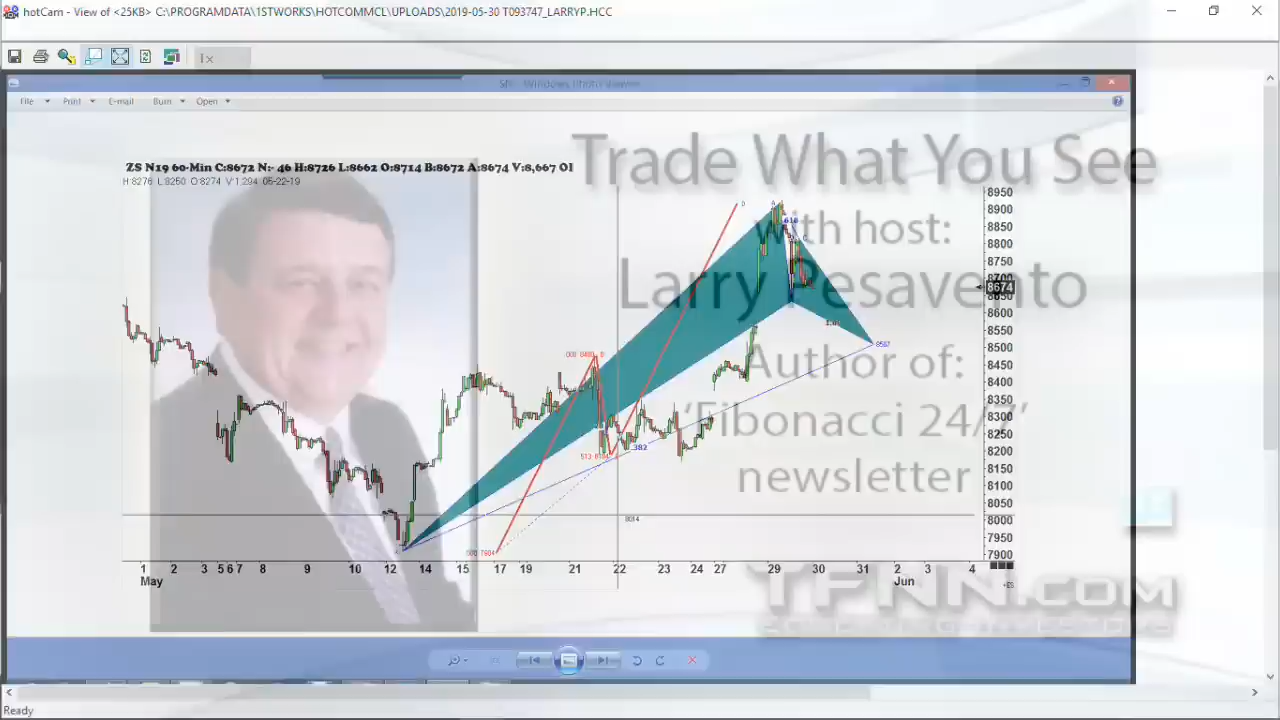 hotCam - View of <25KB> C:\PROGRAMDATA\1STWORKS\HOTCOMMCL\UPLOADS\2019-05-30 T093747_LARRYP.HCC
1x
File Print E-mail Burn Open
ZS N19 60-Min C:8672 N:- 46 H:8726 L:8662 O:8714 B:8672 A:8674 V:8,667 OI
H:8276 L:8250 O:8274 V:1.294 05-22-19
Trade What You See
with host:
Larry Pesavento
Author of:
'Fibonacci 24/7'
newsletter
TFNN.com
8950
8900
8850
8800
8750
8700
8674
8650
8600
8550
8500
8450
8400
8350
8300
8250
8200
8150
8100
8050
8000
7950
7900
.618
.382
8507
8014
1 2 3 5 6 7 8 9 10 12 14 15 17 19 21 22 23 24 27 29 30 31 2 3 4
May Jun
Ready